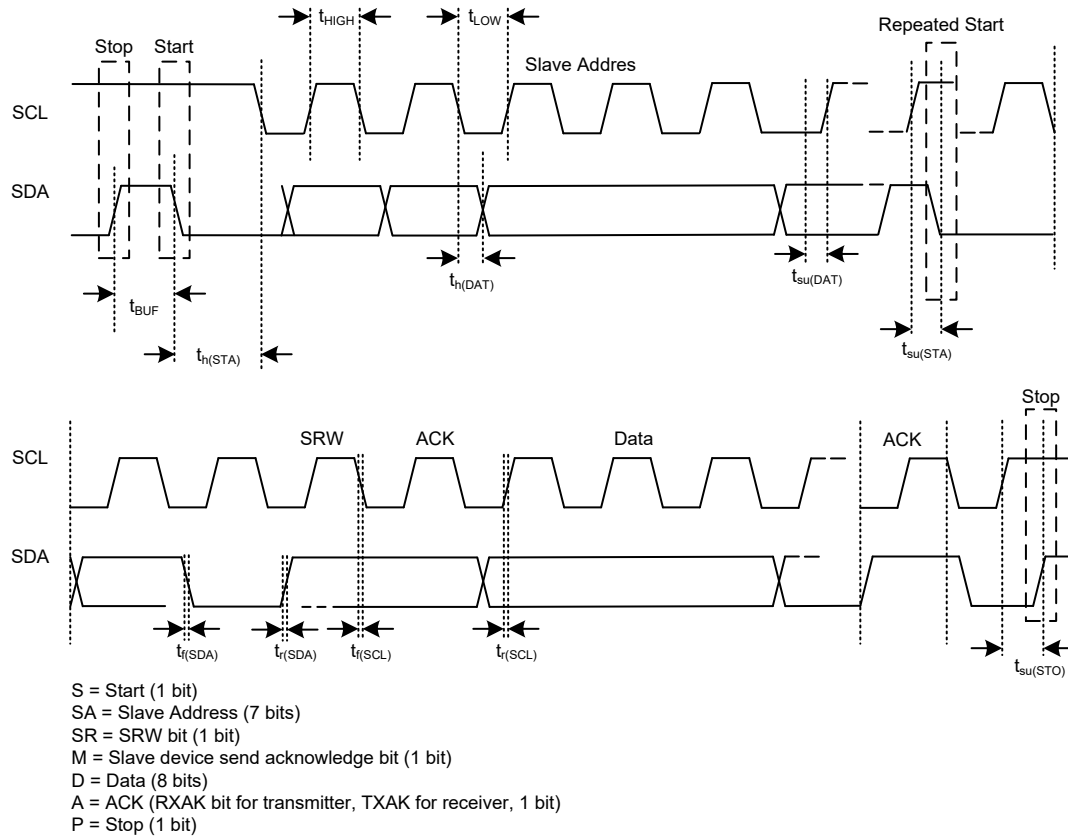 tHIGH
tLOW
Repeated Start
Stop
Start
Slave Addres
SCL
SDA
th(DAT)
tsu(DAT)
tBUF
tsu(STA)
th(STA)
Stop
SRW
ACK
Data
ACK
SCL
SDA
tf(SDA)
tr(SDA)
tf(SCL)
tr(SCL)
tsu(STO)
S = Start (1 bit)
SA = Slave Address (7 bits)
SR = SRW bit (1 bit)
M = Slave device send acknowledge bit (1 bit)
D = Data (8 bits)
A = ACK (RXAK bit for transmitter, TXAK for receiver, 1 bit)
P = Stop (1 bit)